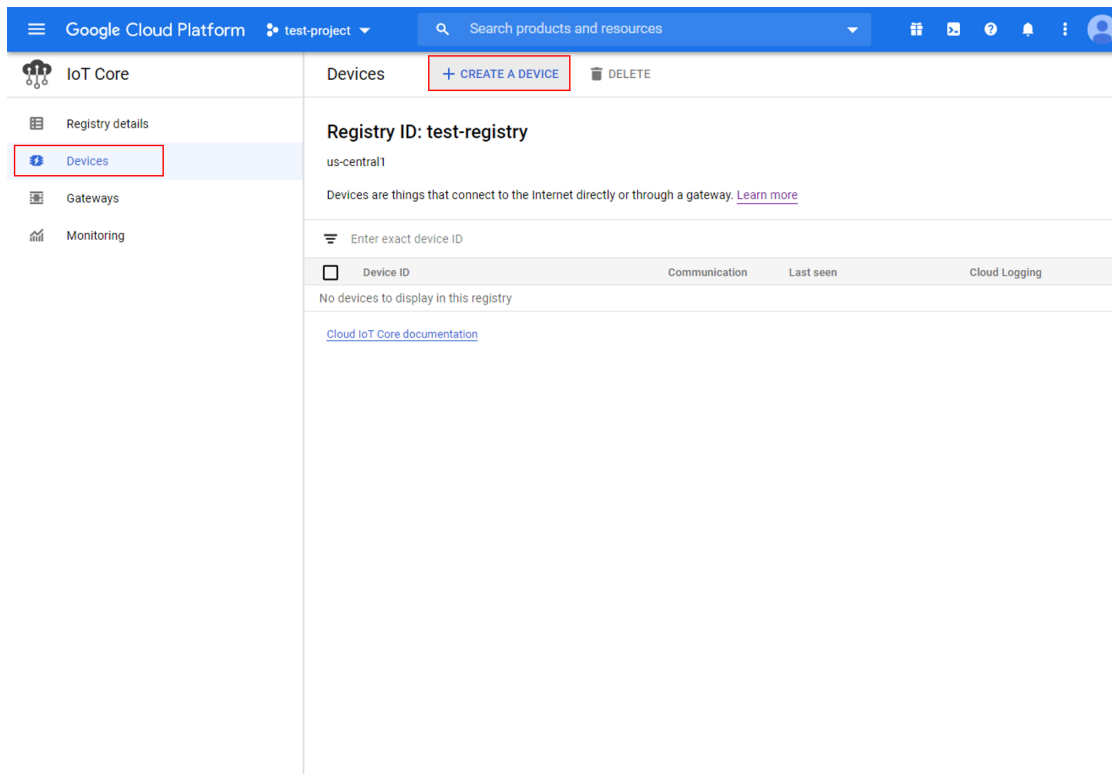 Google Cloud Platform test-project Search products and resources
IoT Core
Registry details
Devices
Gateways
Monitoring
Devices + CREATE A DEVICE DELETE
Registry ID: test-registry
us-central1
Devices are things that connect to the Internet directly or through a gateway. Learn more
Enter exact device ID
Device ID Communication Last seen Cloud Logging
No devices to display in this registry
Cloud IoT Core documentation